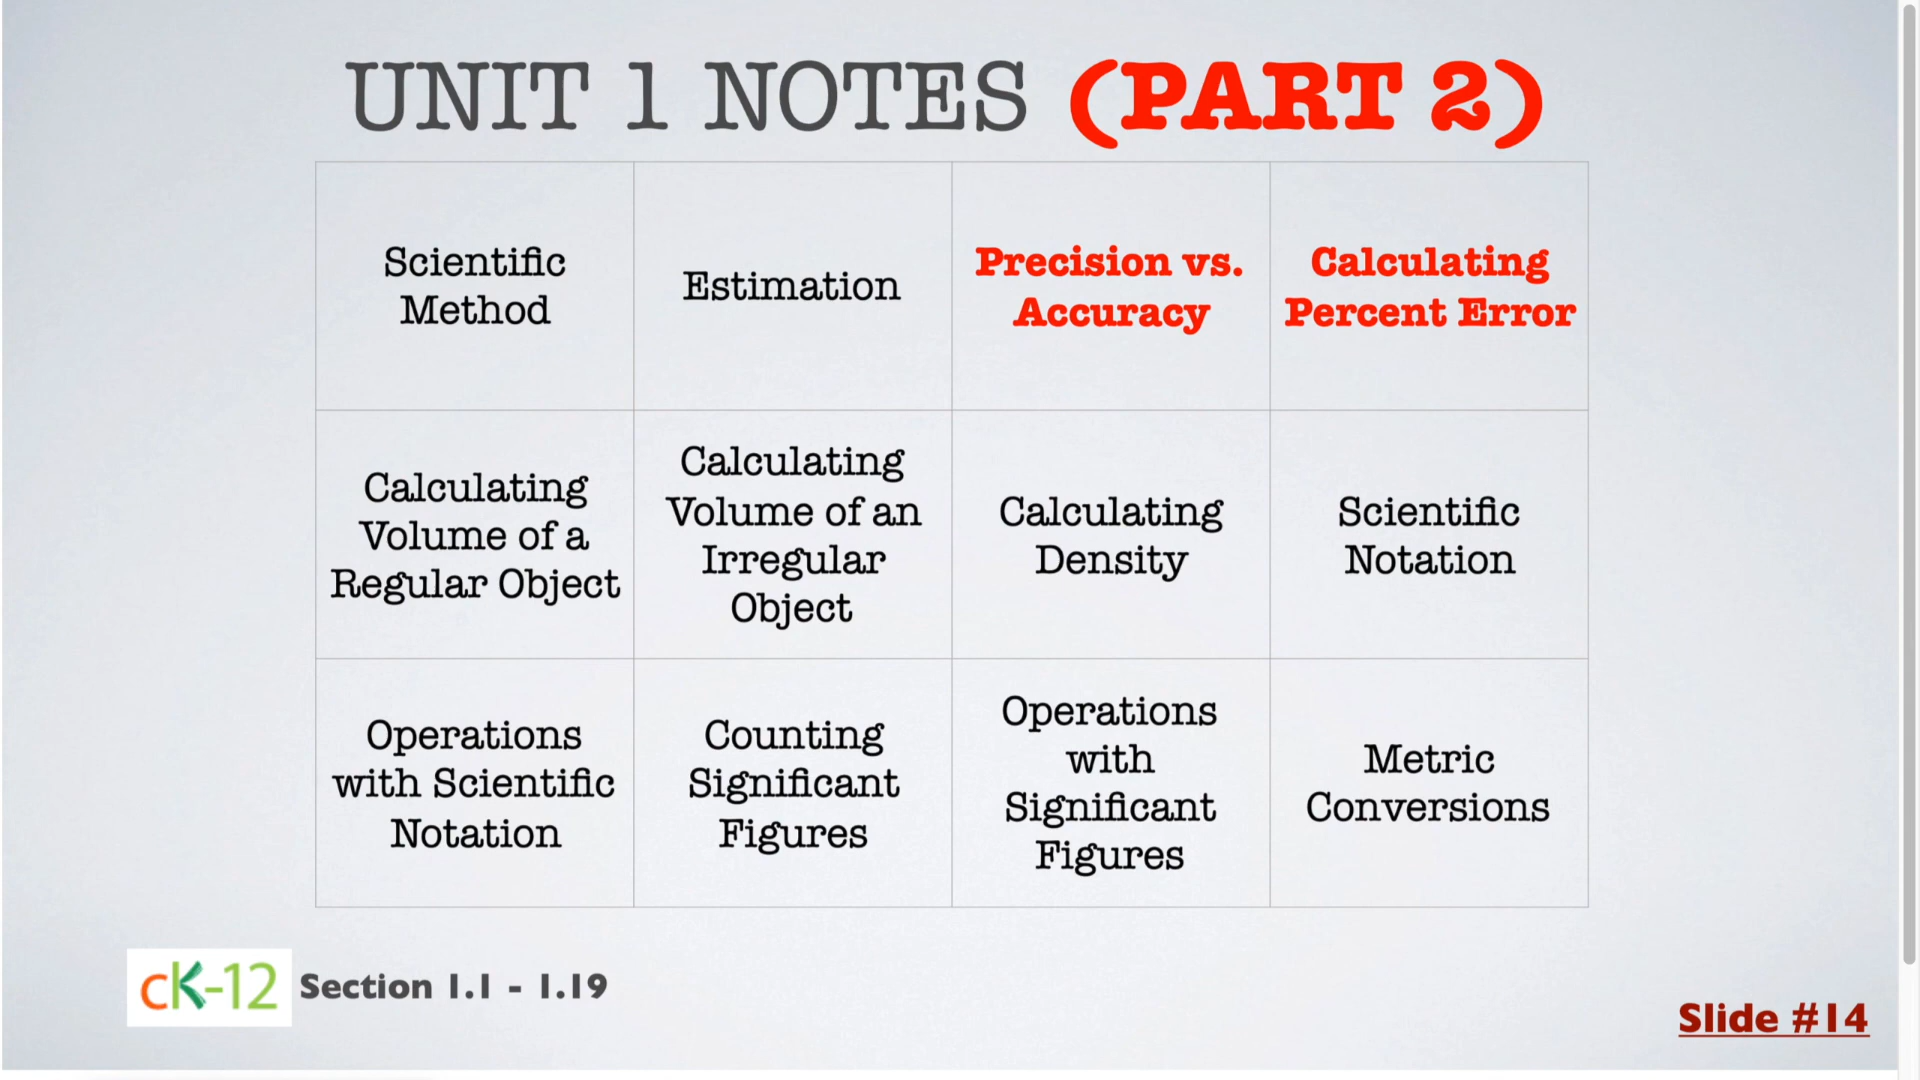 UNIT 1 NOTES (PART 2)
Scientific
Method
Estimation
Precision vs.
Accuracy
Calculating
Percent Error
Calculating
Volume of a
Regular Object
Calculating
Volume of an
Irregular
Object
Calculating
Density
Scientific
Notation
Operations
with Scientific
Notation
Counting
Significant
Figures
Operations
with
Significant
Figures
Metric
Conversions
cK-12 Section 1.1 - 1.19
Slide #14